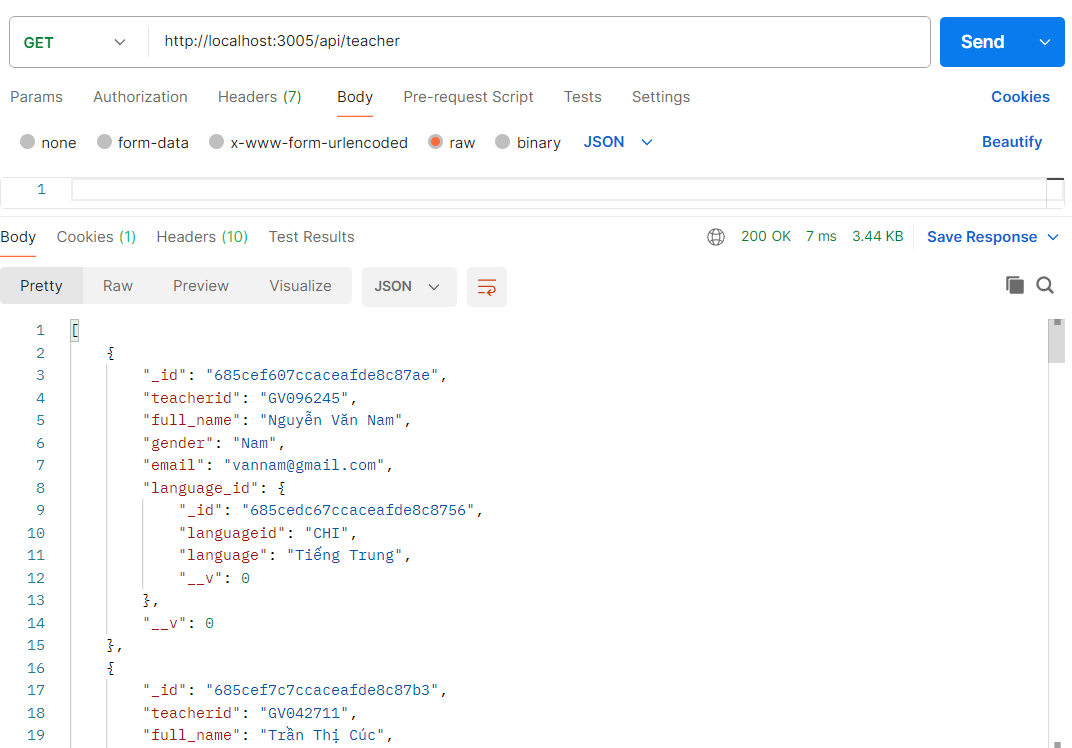 GET http://localhost:3005/api/teacher Send
Params Authorization Headers (7) Body Pre-request Script Tests Settings Cookies
none form-data x-www-form-urlencoded raw binary JSON Beautify
1
Body Cookies (1) Headers (10) Test Results 200 OK 7 ms 3.44 KB Save Response
Pretty Raw Preview Visualize JSON
1 [
2 {
3 "_id": "685cef607ccaceafde8c87ae",
4 "teacherid": "GV096245",
5 "full_name": "Nguyễn Văn Nam",
6 "gender": "Nam",
7 "email": "vannam@gmail.com",
8 "language_id": {
9 "_id": "685cedc67ccaceafde8c8756",
10 "languageid": "CHI",
11 "language": "Tiếng Trung",
12 "__v": 0
13 },
14 "__v": 0
15 },
16 {
17 "_id": "685cef7c7ccaceafde8c87b3",
18 "teacherid": "GV042711",
19 "full_name": "Trần Thị Cúc",